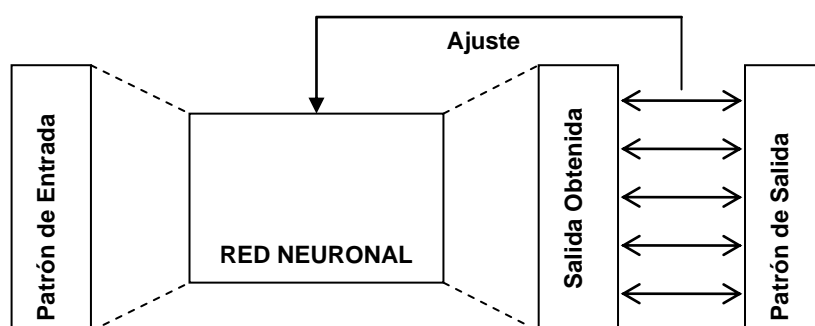 Ajuste
Patrón de Entrada
RED NEURONAL
Salida Obtenida
Patrón de Salida